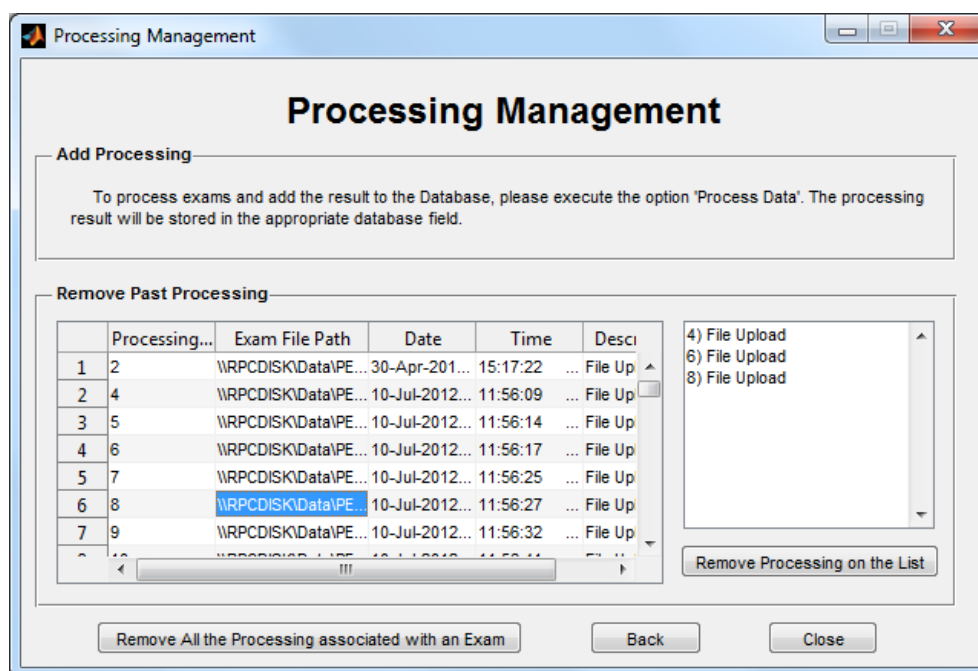 Processing Management
Processing Management
Add Processing
To process exams and add the result to the Database, please execute the option 'Process Data'. The processing
result will be stored in the appropriate database field.
Remove Past Processing
Processing... Exam File Path Date Time Descr
1 2 \\RPCDISK\Data\PE... 30-Apr-201... 15:17:22 ... File Up
2 4 \\RPCDISK\Data\PE... 10-Jul-2012... 11:56:09 ... File Up
3 5 \\RPCDISK\Data\PE... 10-Jul-2012... 11:56:14 ... File Up
4 6 \\RPCDISK\Data\PE... 10-Jul-2012... 11:56:17 ... File Up
5 7 \\RPCDISK\Data\PE... 10-Jul-2012... 11:56:25 ... File Up
6 8 \\RPCDISK\Data\PE... 10-Jul-2012... 11:56:27 ... File Up
7 9 \\RPCDISK\Data\PE... 10-Jul-2012... 11:56:32 ... File Up
4) File Upload
6) File Upload
8) File Upload
Remove Processing on the List
Remove All the Processing associated with an Exam
Back
Close